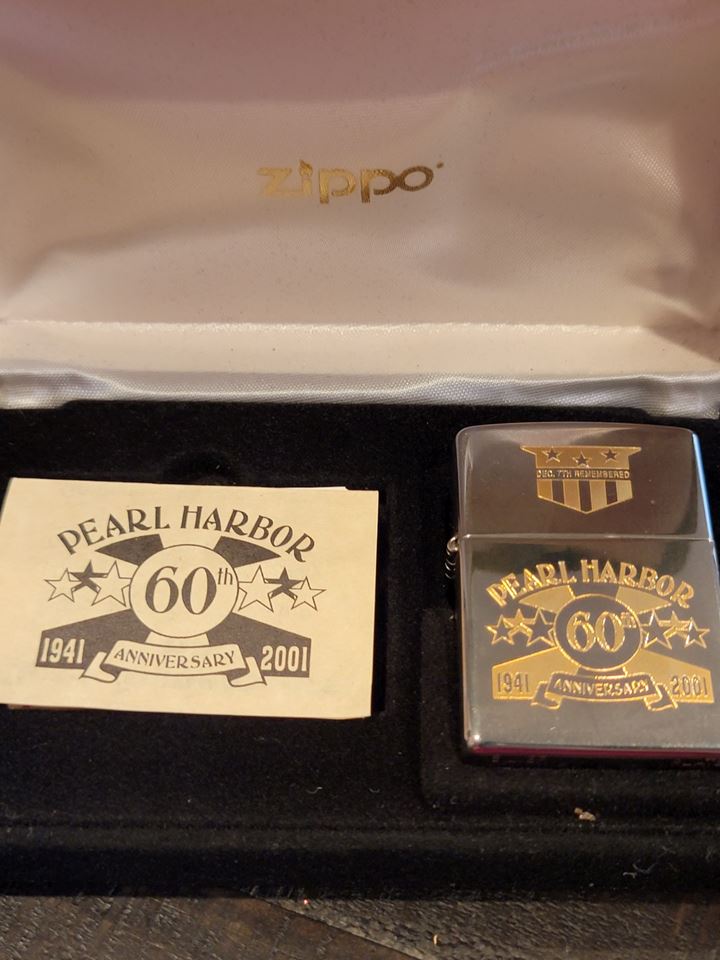 zippo
PEARL HARBOR
60th
1941 ANNIVERSARY 2001
DEC. 7TH REMEMBERED
PEARL HARBOR
60th
1941 ANNIVERSARY 2001